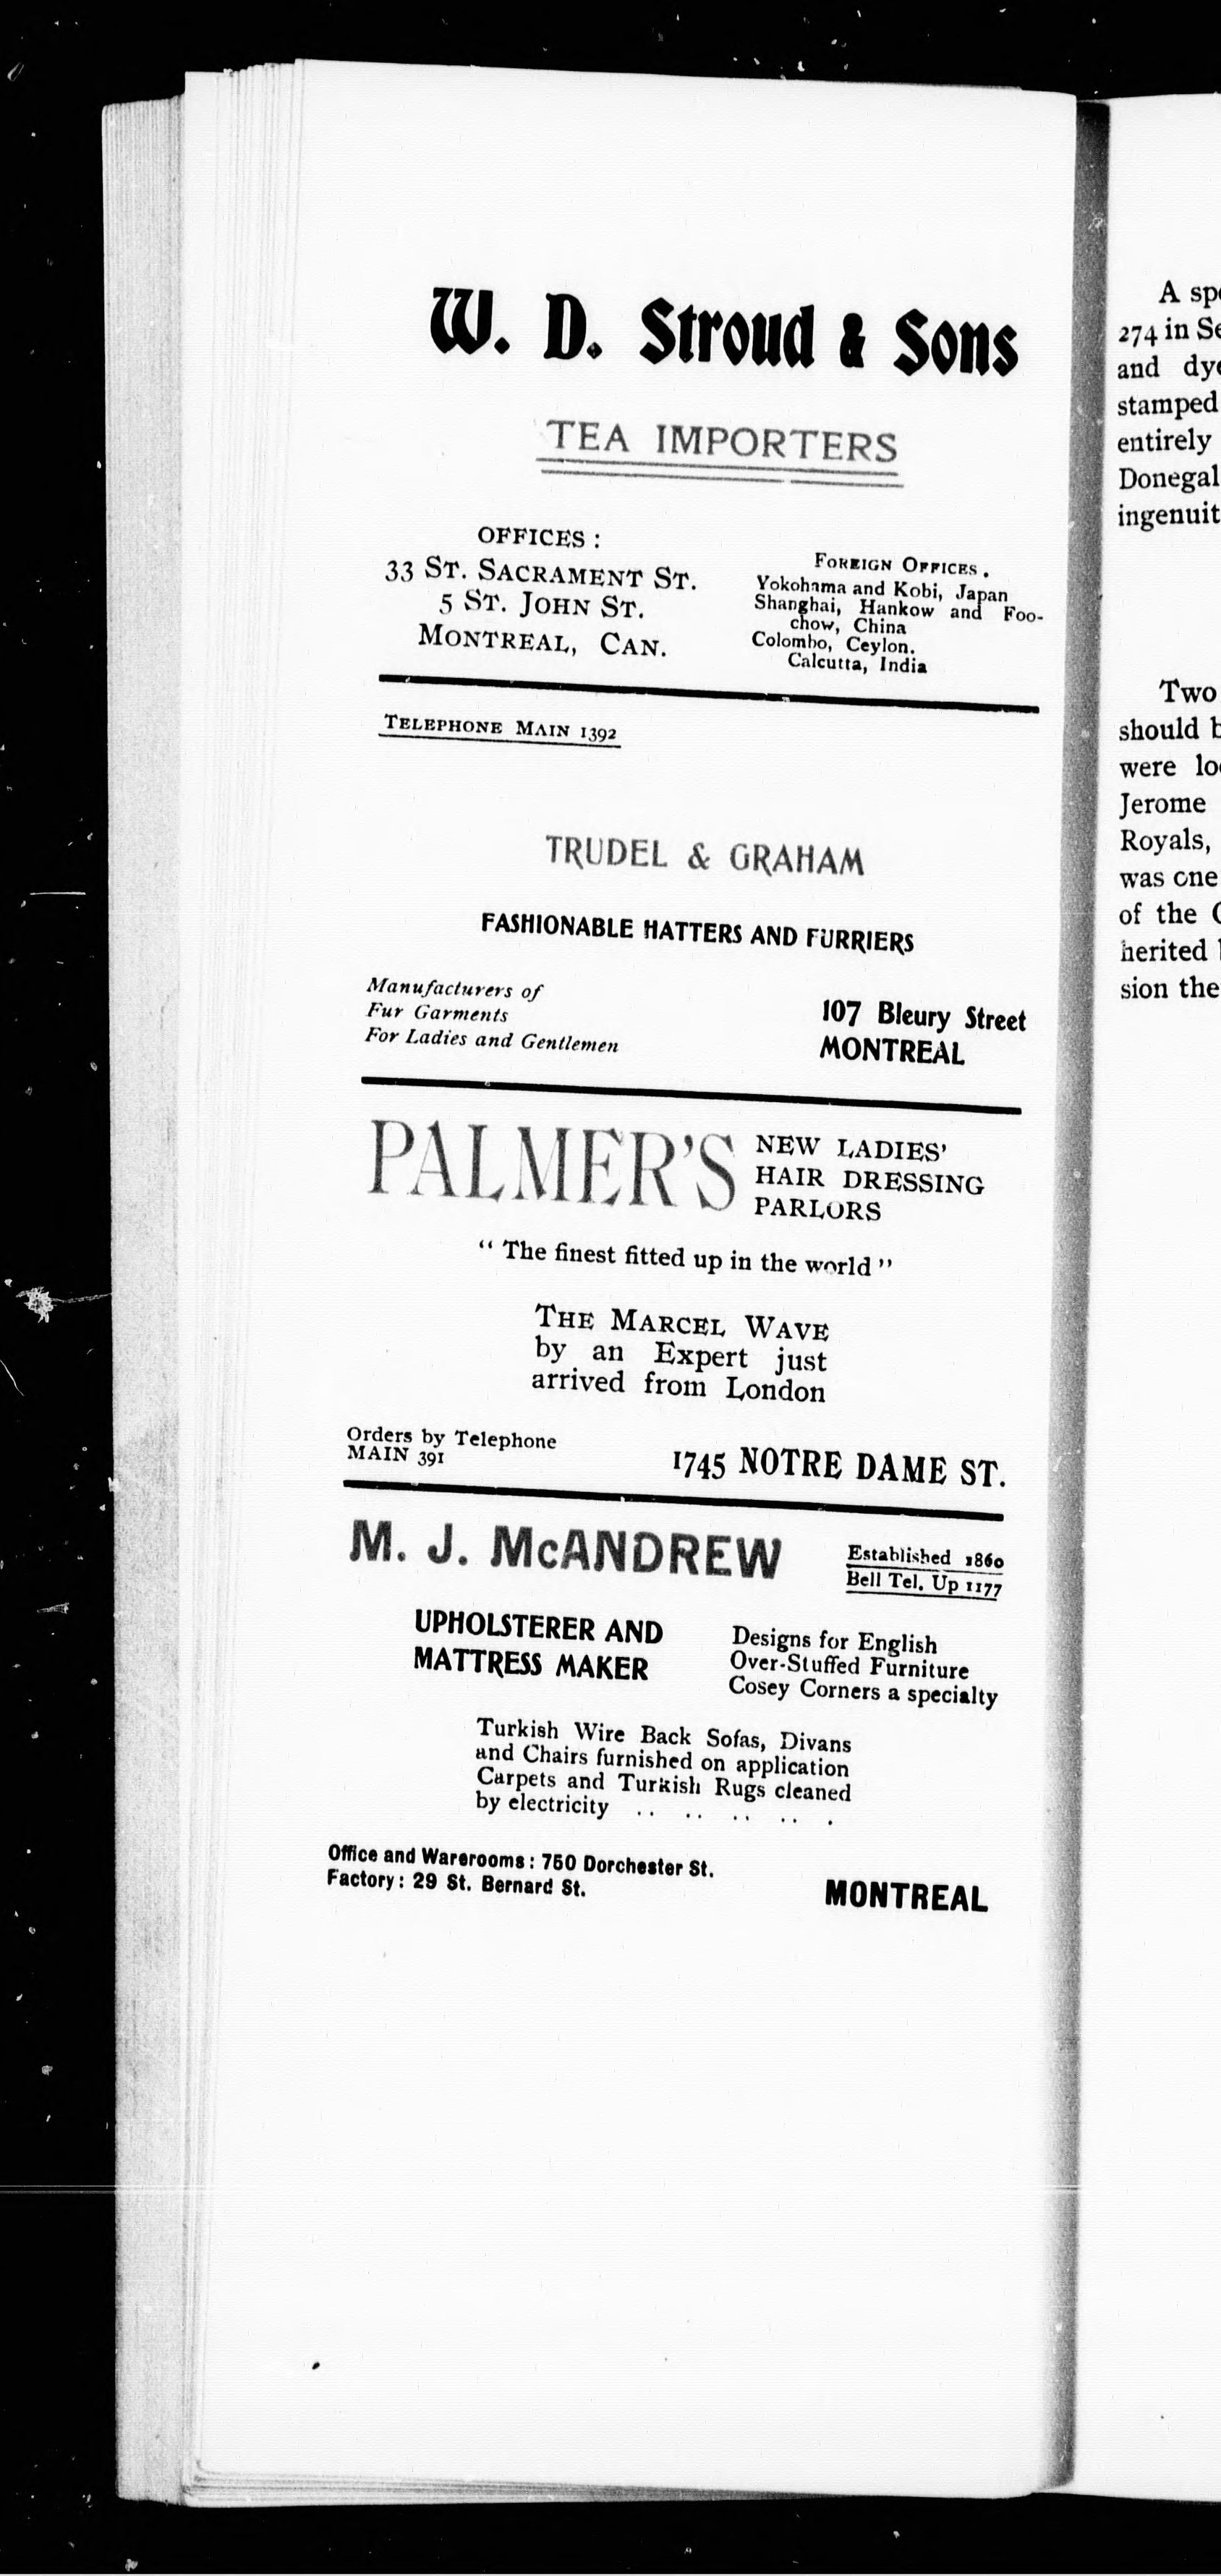 W. D. Stroud & Sons
TEA IMPORTERS
OFFICES :
33 ST. SACRAMENT ST.
5 ST. JOHN ST.
MONTREAL, CAN.
FOREIGN OFFICES.
Yokohama and Kobi, Japan
Shanghai, Hankow and Foo-
chow, China
Colombo, Ceylon.
Calcutta, India
TELEPHONE MAIN 1392
TRUDEL & GRAHAM
FASHIONABLE HATTERS AND FURRIERS
Manufacturers of
Fur Garments
For Ladies and Gentlemen
107 Bleury Street
MONTREAL
PALMER'S
NEW LADIES'
HAIR DRESSING
PARLORS
" The finest fitted up in the world "
THE MARCEL WAVE
by an Expert just
arrived from London
Orders by Telephone
MAIN 391
1745 NOTRE DAME ST.
M. J. McANDREW
Established 1860
Bell Tel. Up 1177
UPHOLSTERER AND
MATTRESS MAKER
Designs for English
Over-Stuffed Furniture
Cosey Corners a specialty
Turkish Wire Back Sofas, Divans
and Chairs furnished on application
Carpets and Turkish Rugs cleaned
by electricity .. .. .. .. .
Office and Warerooms : 750 Dorchester St.
Factory : 29 St. Bernard St.
MONTREAL
A
274 in
and
stamped
entirely
Donegal
Two
should
were
Jerome
Royals,
was one
of the
herited
sion the